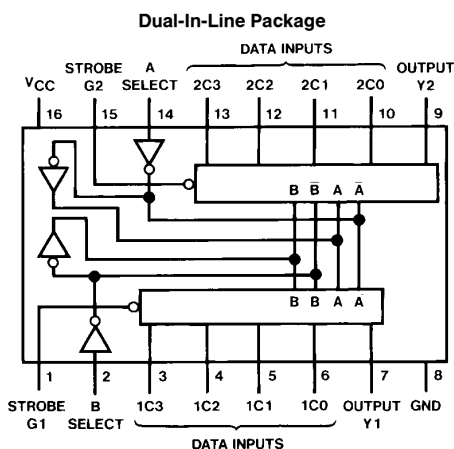 Dual-In-Line Package
DATA INPUTS
VCC
STROBE G2
A SELECT
2C3
2C2
2C1
2C0
OUTPUT Y2
16
15
14
13
12
11
10
9
B B̅ A A̅
B B A A
1
2
3
4
5
6
7
8
STROBE G1
B SELECT
1C3
1C2
1C1
1C0
OUTPUT Y1
GND
DATA INPUTS